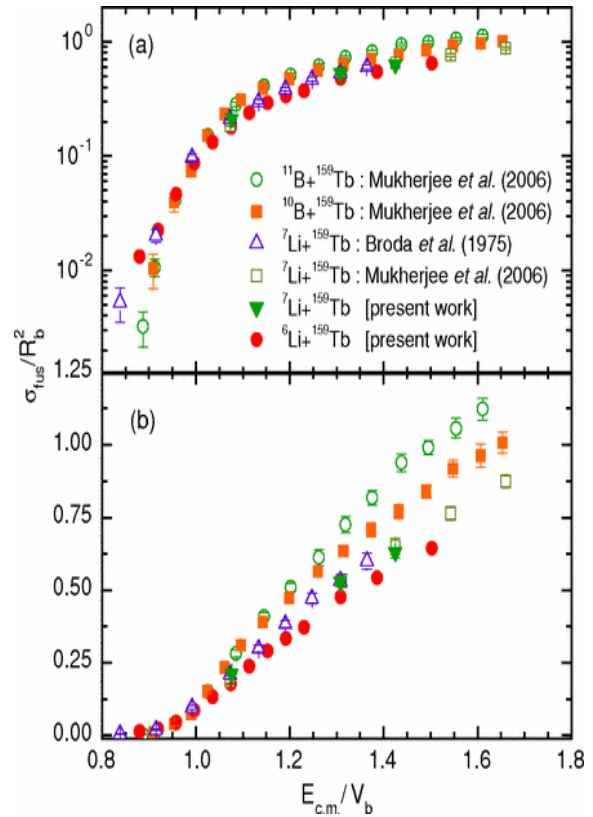 (a)
10⁰
10⁻¹
10⁻²
¹¹B+¹⁵⁹Tb : Mukherjee et al. (2006)
¹⁰B+¹⁵⁹Tb : Mukherjee et al. (2006)
⁷Li+¹⁵⁹Tb : Broda et al. (1975)
⁷Li+¹⁵⁹Tb : Mukherjee et al. (2006)
⁷Li+¹⁵⁹Tb [present work]
⁶Li+¹⁵⁹Tb [present work]
σfus/R²b
(b)
1.25
1.00
0.75
0.50
0.25
0.00
0.8 1.0 1.2 1.4 1.6 1.8
Ec.m./Vb